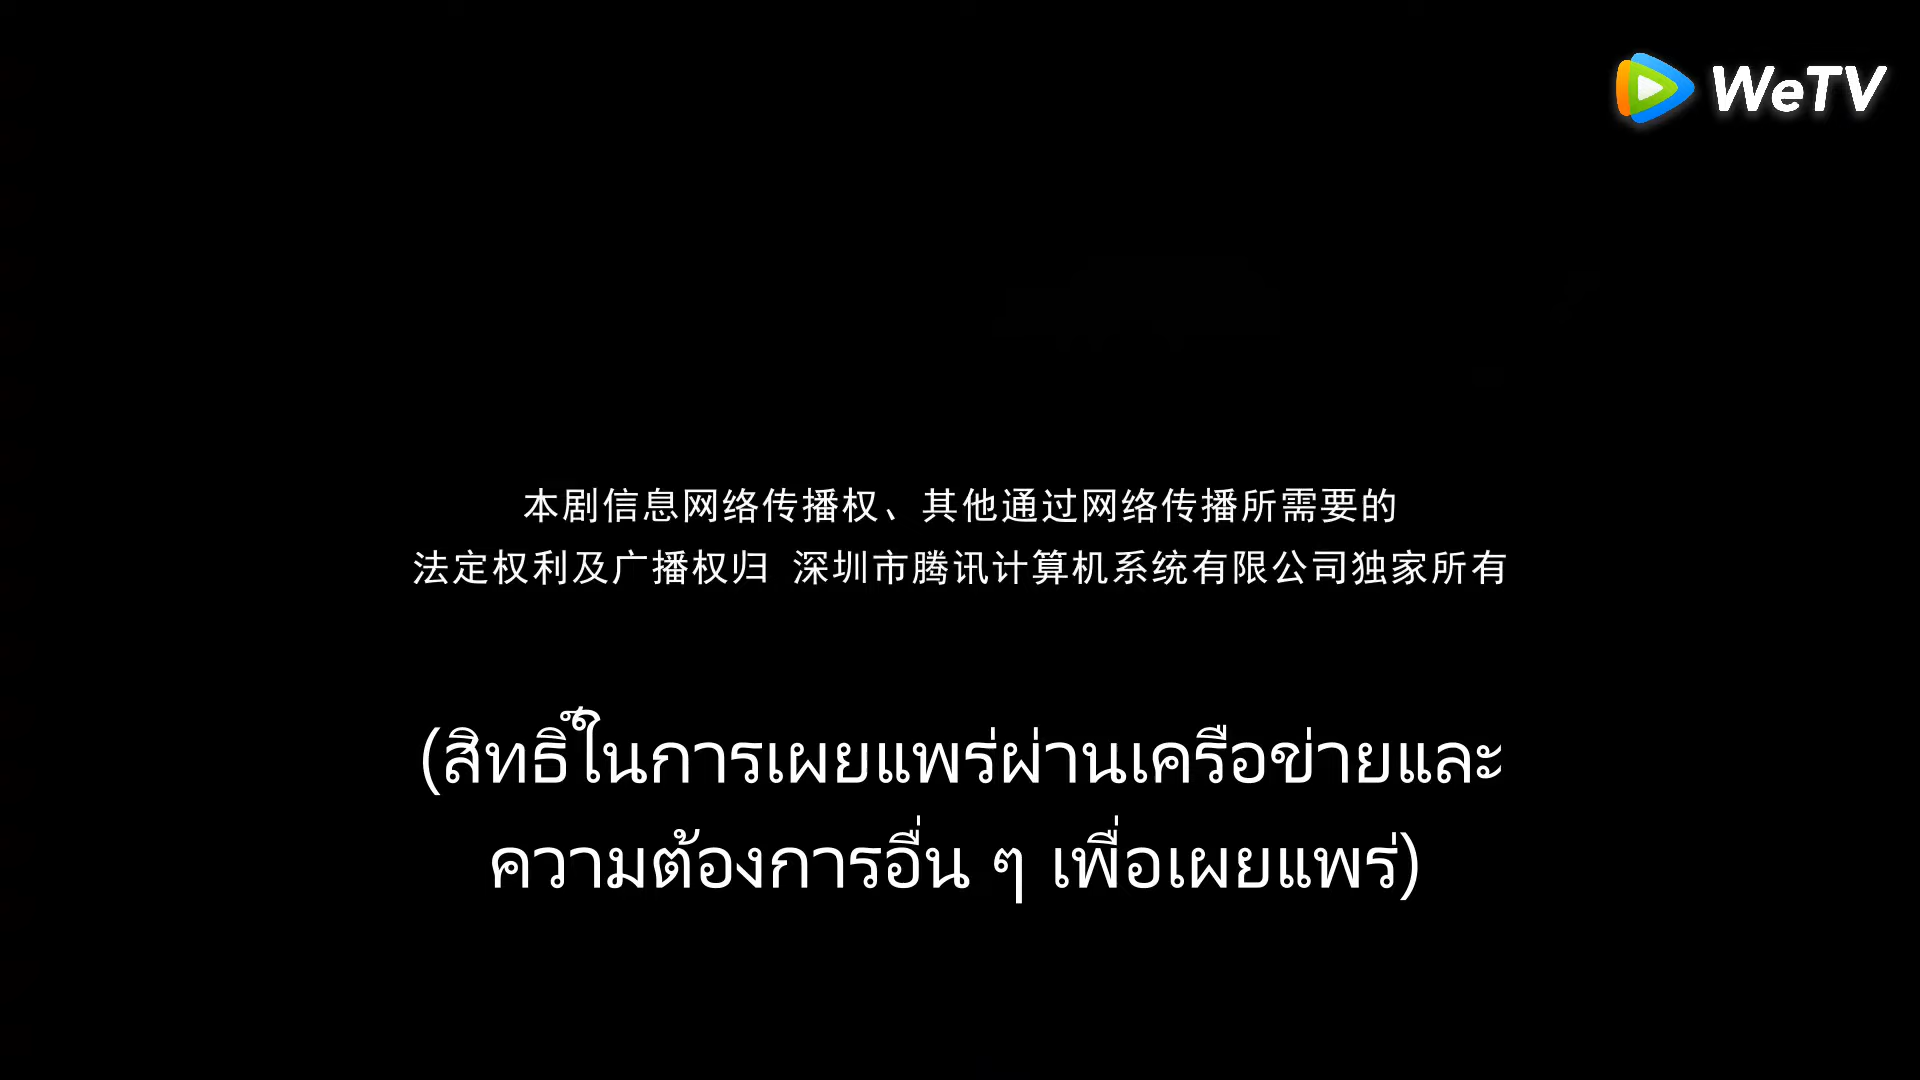 WeTV
本剧信息网络传播权、其他通过网络传播所需要的
法定权利及广播权归 深圳市腾讯计算机系统有限公司独家所有
(สิทธิ์ในการเผยแพร่ผ่านเครือข่ายและ
ความต้องการอื่น ๆ เพื่อเผยแพร่)